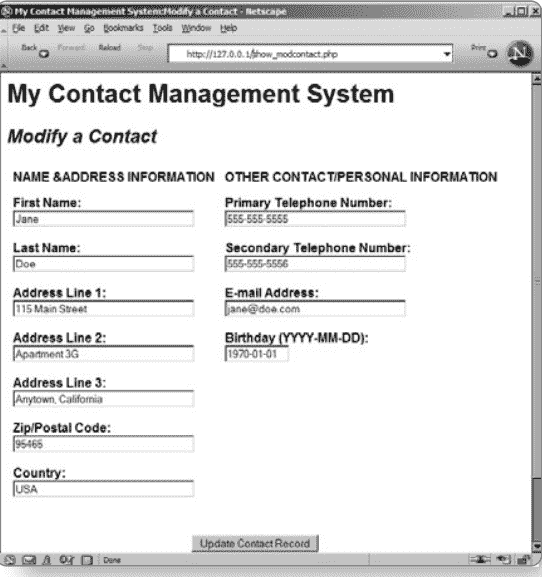 My Contact Management System:Modify a Contact - Netscape
File Edit View Go Bookmarks Tools Window Help
Back Forward Reload Stop http://127.0.0.1/show_modcontact.php Print
My Contact Management System
Modify a Contact
NAME &ADDRESS INFORMATION OTHER CONTACT/PERSONAL INFORMATION
First Name: Primary Telephone Number:
Jane 555-555-5555
Last Name: Secondary Telephone Number:
Doe 555-555-5556
Address Line 1: E-mail Address:
115 Main Street jane@doe.com
Address Line 2: Birthday (YYYY-MM-DD):
Apartment 3G 1970-01-01
Address Line 3:
Anytown, California
Zip/Postal Code:
95465
Country:
USA
Update Contact Record
Done